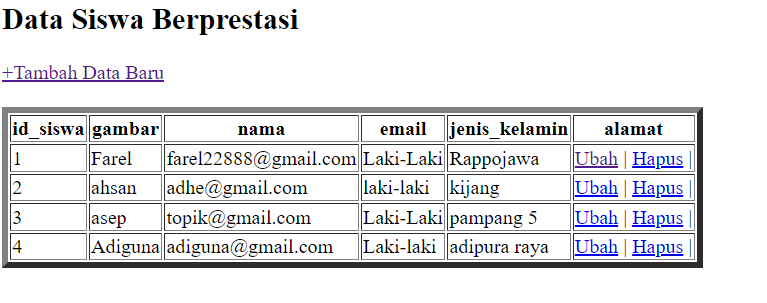 Data Siswa Berprestasi
+Tambah Data Baru
id_siswa gambar nama email jenis_kelamin alamat
1 Farel farel22888@gmail.com Laki-Laki Rappojawa Ubah | Hapus |
2 ahsan adhe@gmail.com laki-laki kijang Ubah | Hapus |
3 asep topik@gmail.com Laki-Laki pampang 5 Ubah | Hapus |
4 Adiguna adiguna@gmail.com Laki-laki adipura raya Ubah | Hapus |